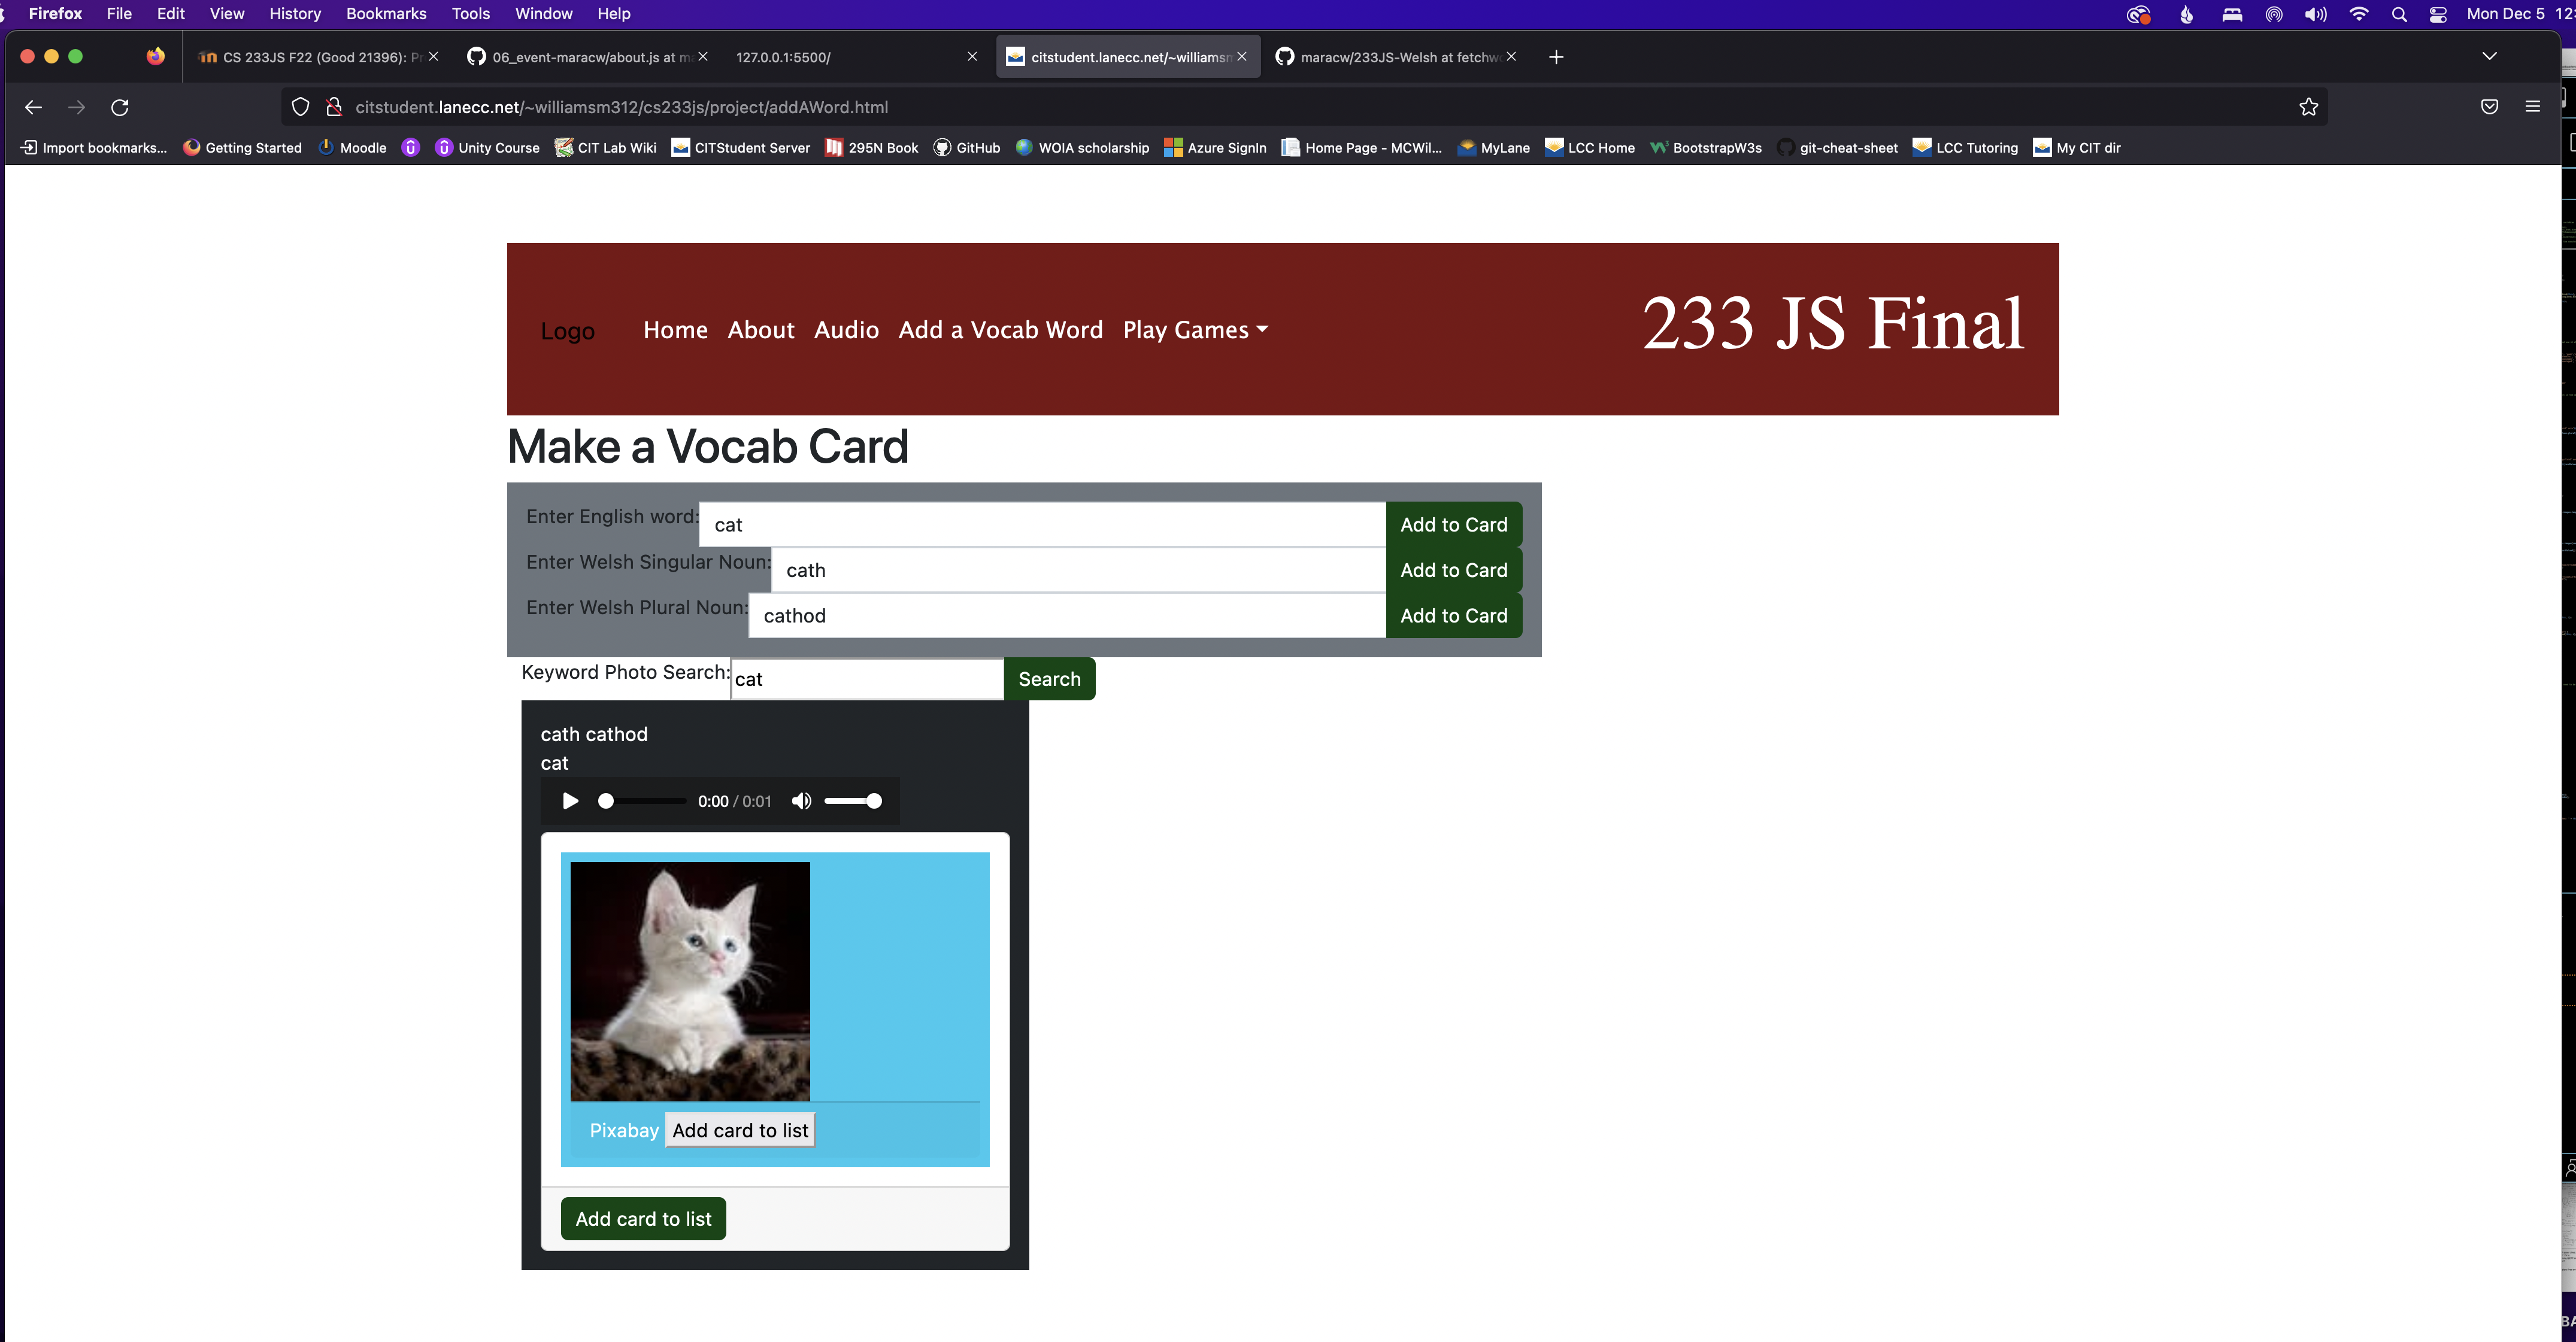 Firefox File Edit View History Bookmarks Tools Window Help Mon Dec 5
CS 233JS F22 (Good 21396): 06_event-maracw/about.js at 127.0.0.1:5500/ citstudent.lanecc.net/~williamsm maracw/233JS-Welsh at fetchw
citstudent.lanecc.net/~williamsm312/cs233js/project/addAWord.html
Import bookmarks... Getting Started Moodle Unity Course CIT Lab Wiki CITStudent Server 295N Book GitHub WOIA scholarship Azure SignIn Home Page - MCWil... MyLane LCC Home BootstrapW3s git-cheat-sheet LCC Tutoring My CIT dir
Logo Home About Audio Add a Vocab Word Play Games 233 JS Final
Make a Vocab Card
Enter English word: cat Add to Card
Enter Welsh Singular Noun: cath Add to Card
Enter Welsh Plural Noun: cathod Add to Card
Keyword Photo Search: cat Search
cath cathod
cat
0:00 / 0:01
Pixabay Add card to list
Add card to list